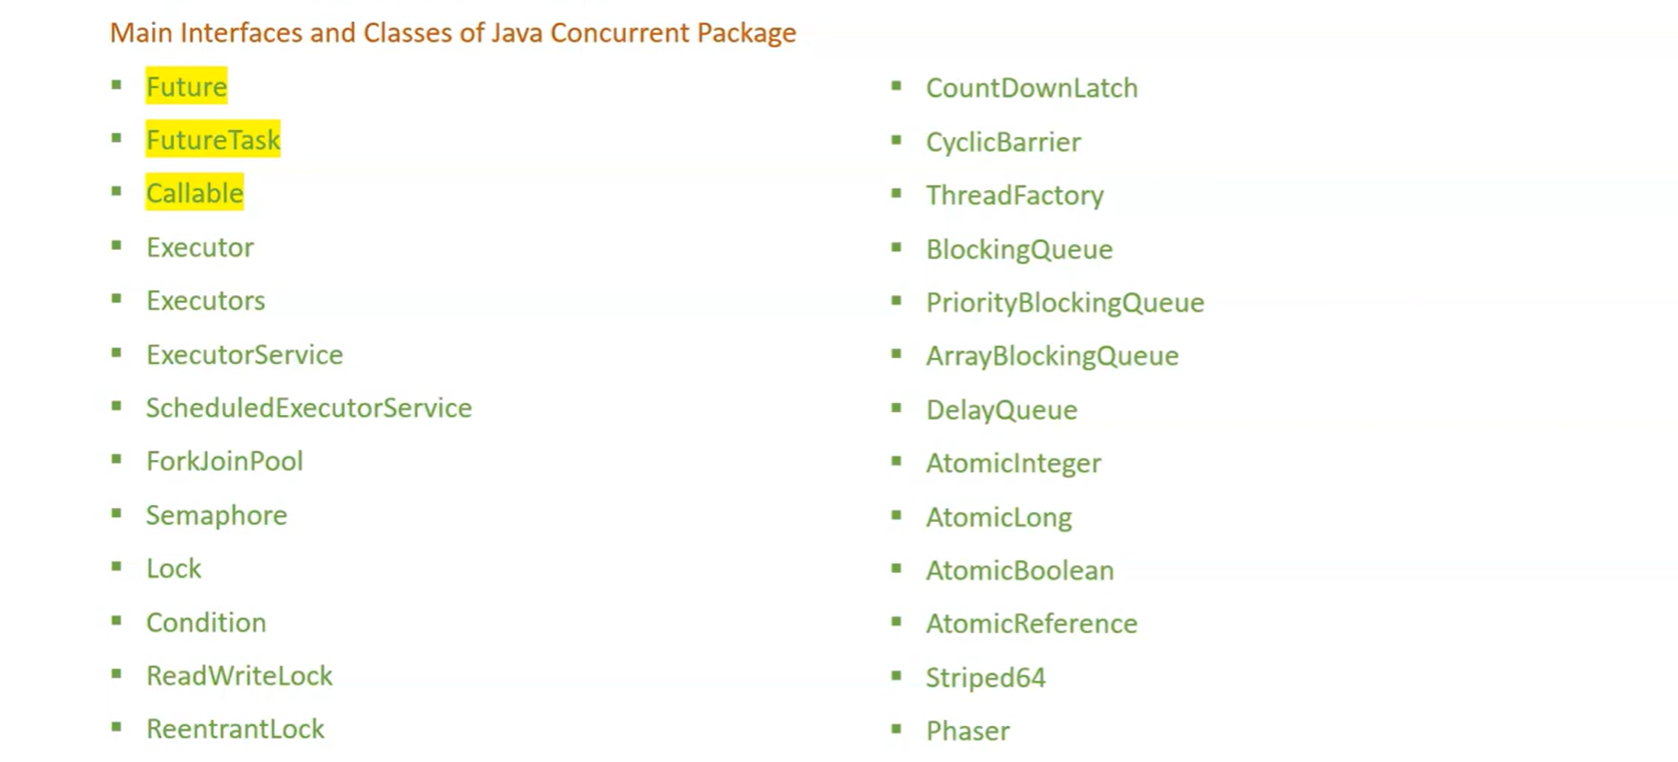 Main Interfaces and Classes of Java Concurrent Package
Future
FutureTask
Callable
Executor
Executors
ExecutorService
ScheduledExecutorService
ForkJoinPool
Semaphore
Lock
Condition
ReadWriteLock
ReentrantLock
CountDownLatch
CyclicBarrier
ThreadFactory
BlockingQueue
PriorityBlockingQueue
ArrayBlockingQueue
DelayQueue
AtomicInteger
AtomicLong
AtomicBoolean
AtomicReference
Striped64
Phaser